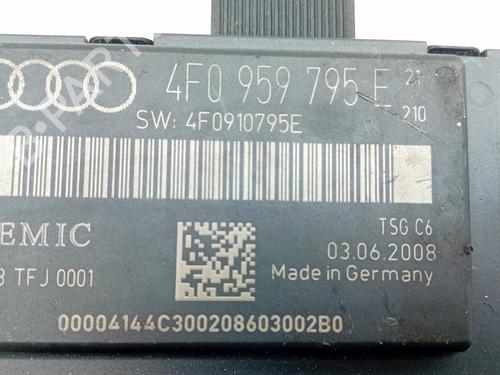 4F0 959 795 E 21
210
SW: 4F0910795E
EMIC
TSG C6
03.06.2008
TFJ 0001
Made in Germany
00004144C300208603002B0